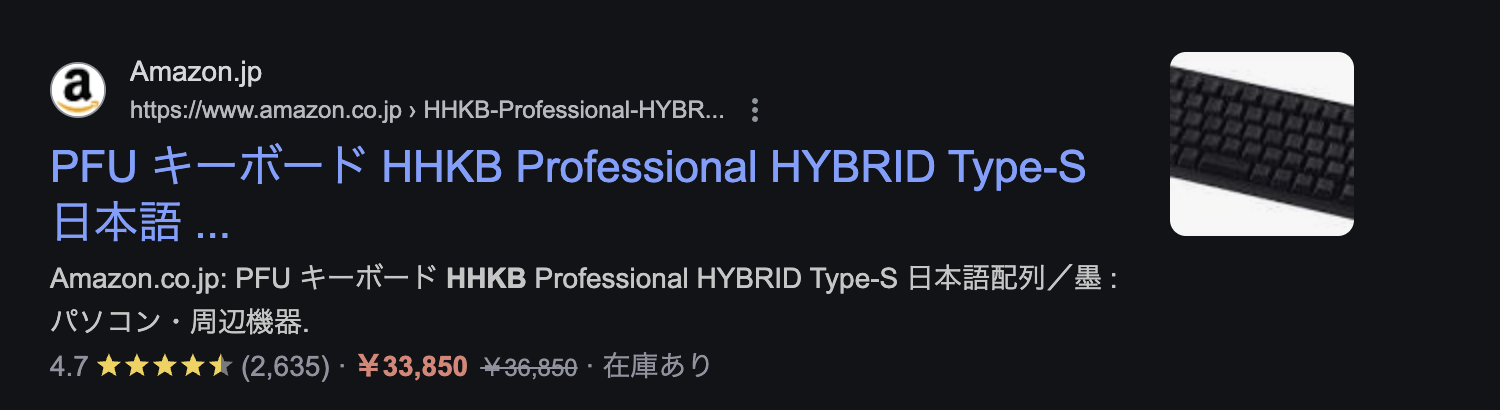 Amazon.jp
https://www.amazon.co.jp › HHKB-Professional-HYBR...
PFU キーボード HHKB Professional HYBRID Type-S
日本語 ...
Amazon.co.jp: PFU キーボード HHKB Professional HYBRID Type-S 日本語配列／墨 :
パソコン・周辺機器.
4.7 ★★★★★ (2,635) · ￥33,850 ￥36,850 · 在庫あり